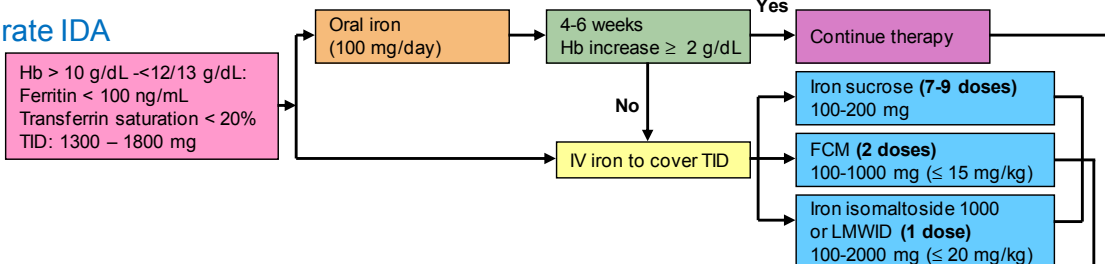 rate IDA
Hb > 10 g/dL -<12/13 g/dL:
Ferritin < 100 ng/mL
Transferrin saturation < 20%
TID: 1300 – 1800 mg
Oral iron
(100 mg/day)
4-6 weeks
Hb increase ≥ 2 g/dL
Yes
Continue therapy
No
IV iron to cover TID
Iron sucrose (7-9 doses)
100-200 mg
FCM (2 doses)
100-1000 mg (≤ 15 mg/kg)
Iron isomaltoside 1000
or LMWID (1 dose)
100-2000 mg (≤ 20 mg/kg)